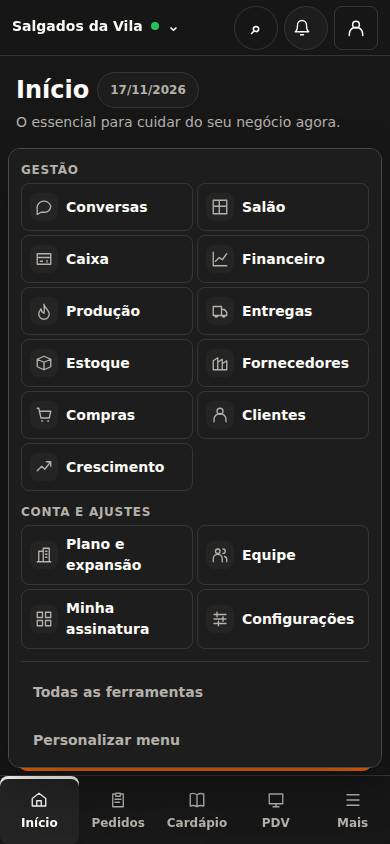 Salgados da Vila
Início 17/11/2026
O essencial para cuidar do seu negócio agora.
GESTÃO
Conversas
Salão
Caixa
Financeiro
Produção
Entregas
Estoque
Fornecedores
Compras
Clientes
Crescimento
CONTA E AJUSTES
Plano e
expansão
Equipe
Minha
assinatura
Configurações
Todas as ferramentas
Personalizar menu
Início
Pedidos
Cardápio
PDV
Mais